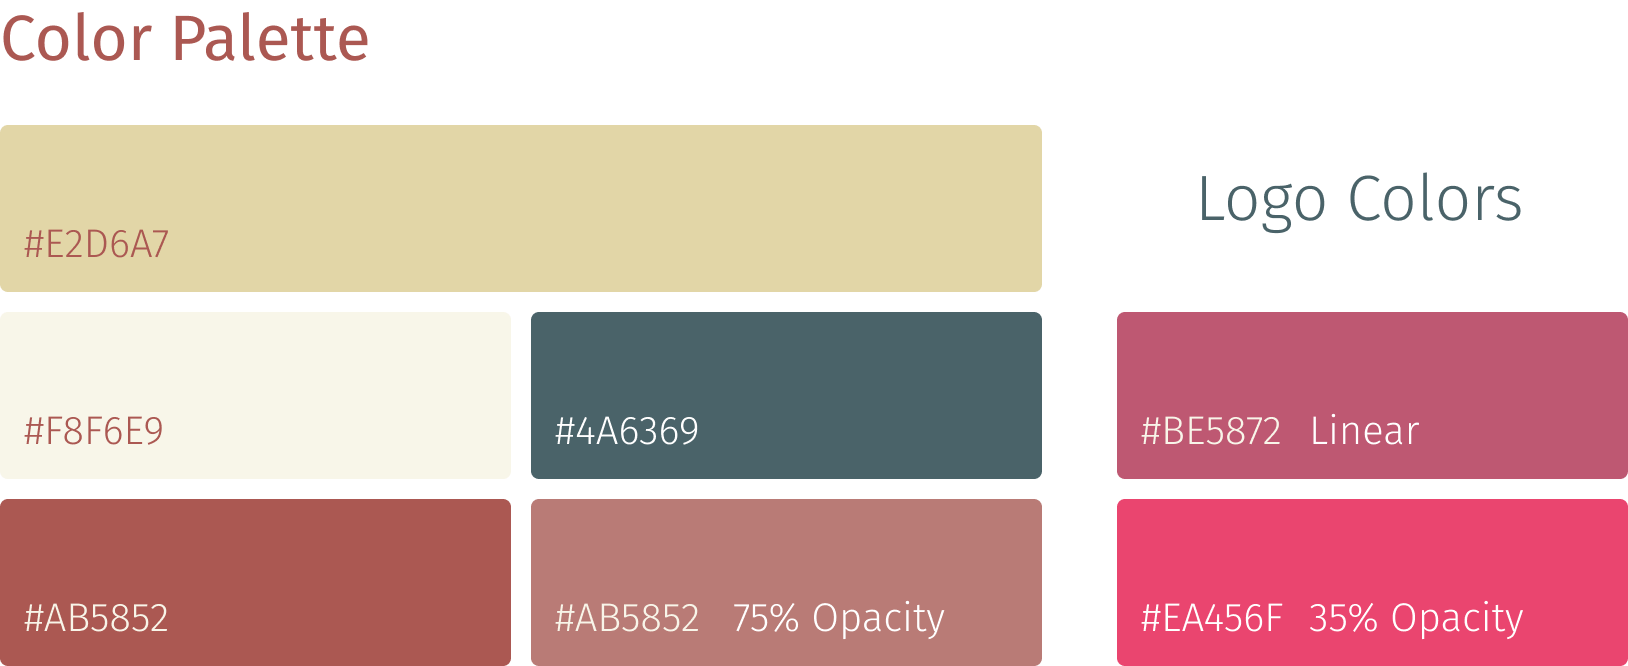 Color Palette
#E2D6A7
Logo Colors
#F8F6E9
#4A6369
#BE5872 Linear
#AB5852
#AB5852 75% Opacity
#EA456F 35% Opacity